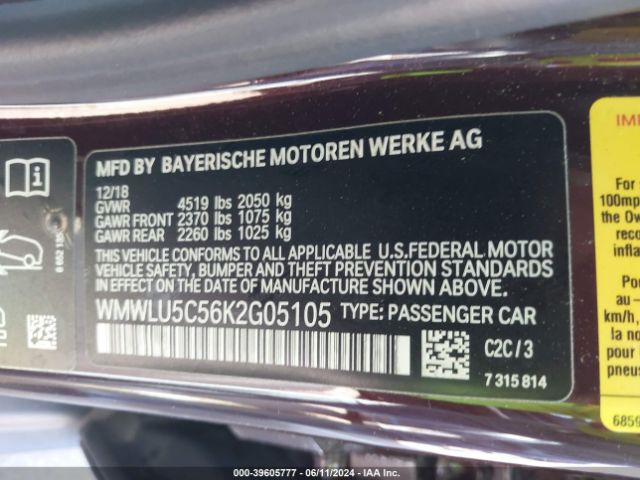 MFD BY BAYERISCHE MOTOREN WERKE AG
12/18
GVWR 4519 lbs 2050 kg
GAWR FRONT 2370 lbs 1075 kg
GAWR REAR 2260 lbs 1025 kg
THIS VEHICLE CONFORMS TO ALL APPLICABLE U.S.FEDERAL MOTOR
VEHICLE SAFETY, BUMPER AND THEFT PREVENTION STANDARDS
IN EFFECT ON THE DATE OF MANUFACTURE SHOWN ABOVE.
WMWLU5C56K2G05105 TYPE: PASSENGER CAR
C2C/3
7 315 814
IMP
For s
100mp
the Ow
reco
infla
Pou
au –
km/h,
la no
pour
pneus
6859
000-39605777 - 06/11/2024 - IAA Inc.